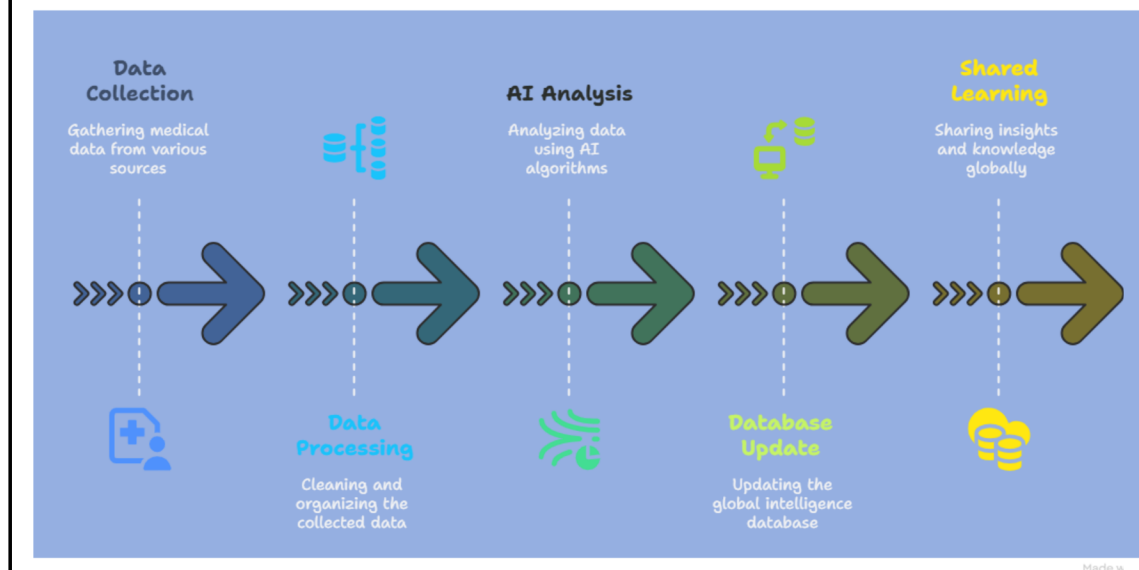 Data
Collection
Gathering medical
data from various
sources
Data
Processing
Cleaning and
organizing the
collected data
AI Analysis
Analyzing data
using AI
algorithms
Database
Update
Updating the
global intelligence
database
Shared
Learning
Sharing insights
and knowledge
globally
Made